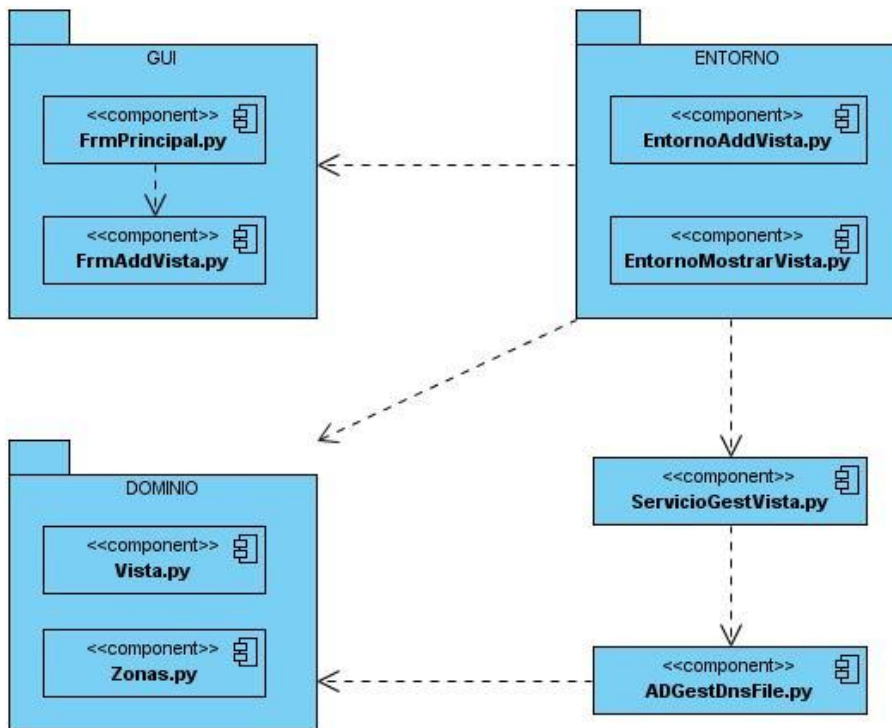 GUI
<<component>>
FrmPrincipal.py
<<component>>
FrmAddVista.py
ENTORNO
<<component>>
EntornoAddVista.py
<<component>>
EntornoMostrarVista.py
DOMINIO
<<component>>
Vista.py
<<component>>
Zonas.py
<<component>>
ServicioGestVista.py
<<component>>
ADGestDnsFile.py